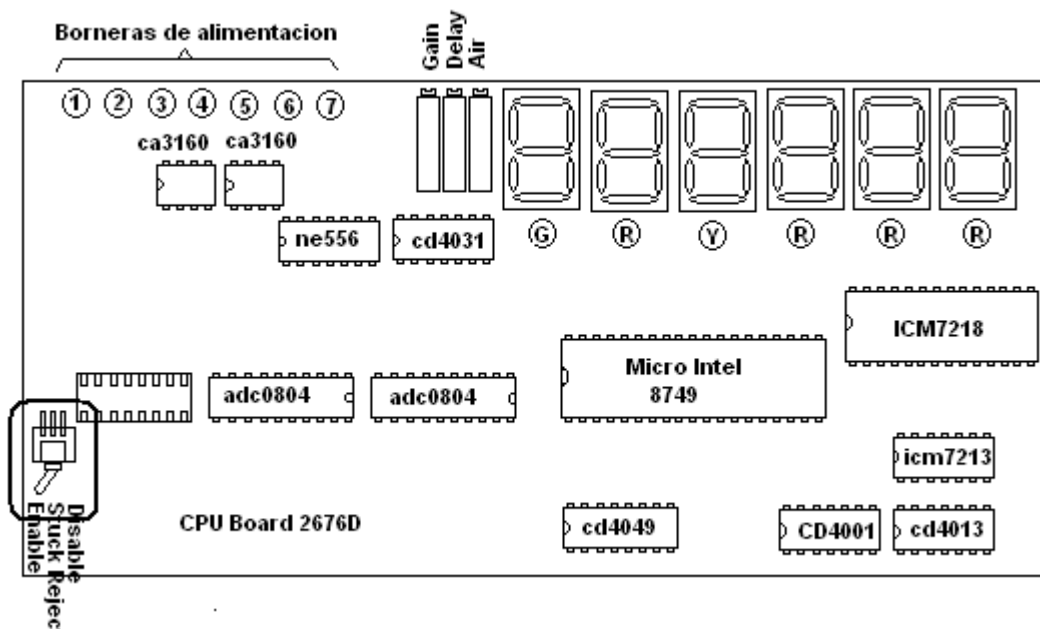 Borneras de alimentacion
1 2 3 4 5 6 7
Gain
Delay
Air
ca3160 ca3160
ne556 cd4031
G R Y R R R
ICM7218
Micro Intel
8749
adc0804 adc0804
icm7213
Disable
Stuck Rejec
Enable
CPU Board 2676D
cd4049 CD4001 cd4013